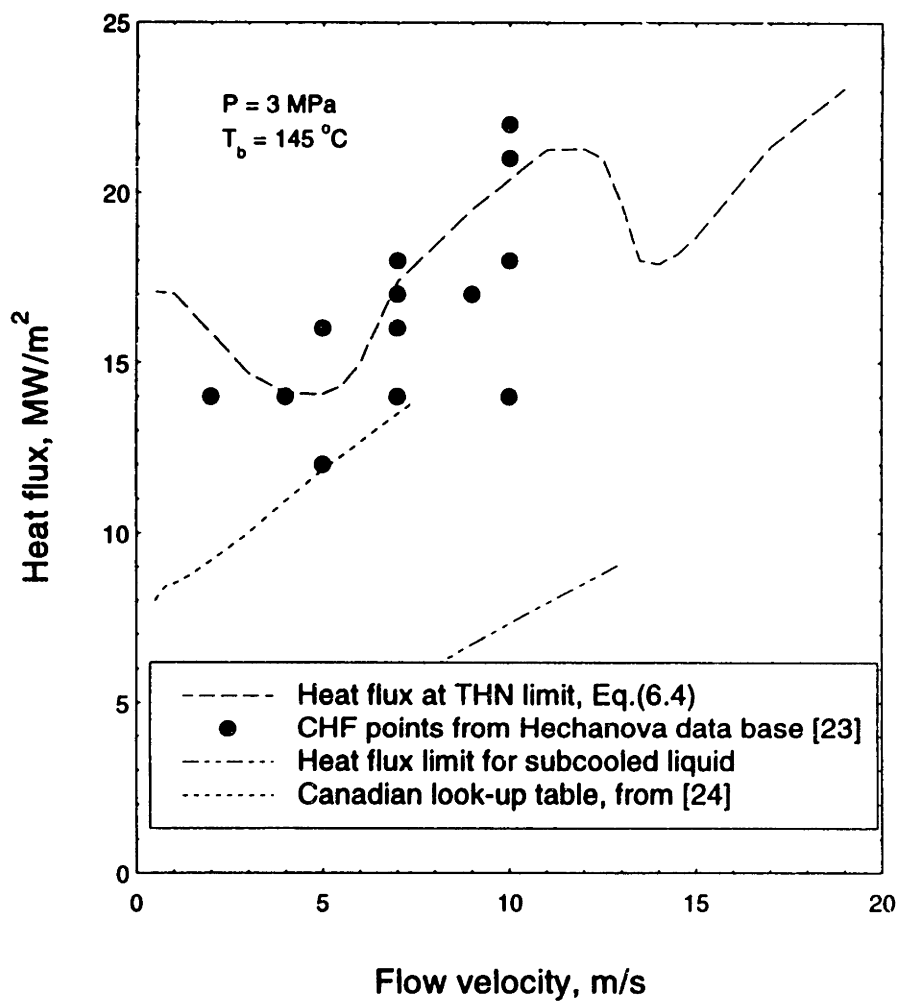 25
P = 3 MPa
T_b = 145 °C
20
15
10
5
0
Heat flux, MW/m²
Heat flux at THN limit, Eq.(6.4)
CHF points from Hechanova data base [23]
Heat flux limit for subcooled liquid
Canadian look-up table, from [24]
0 5 10 15 20
Flow velocity, m/s